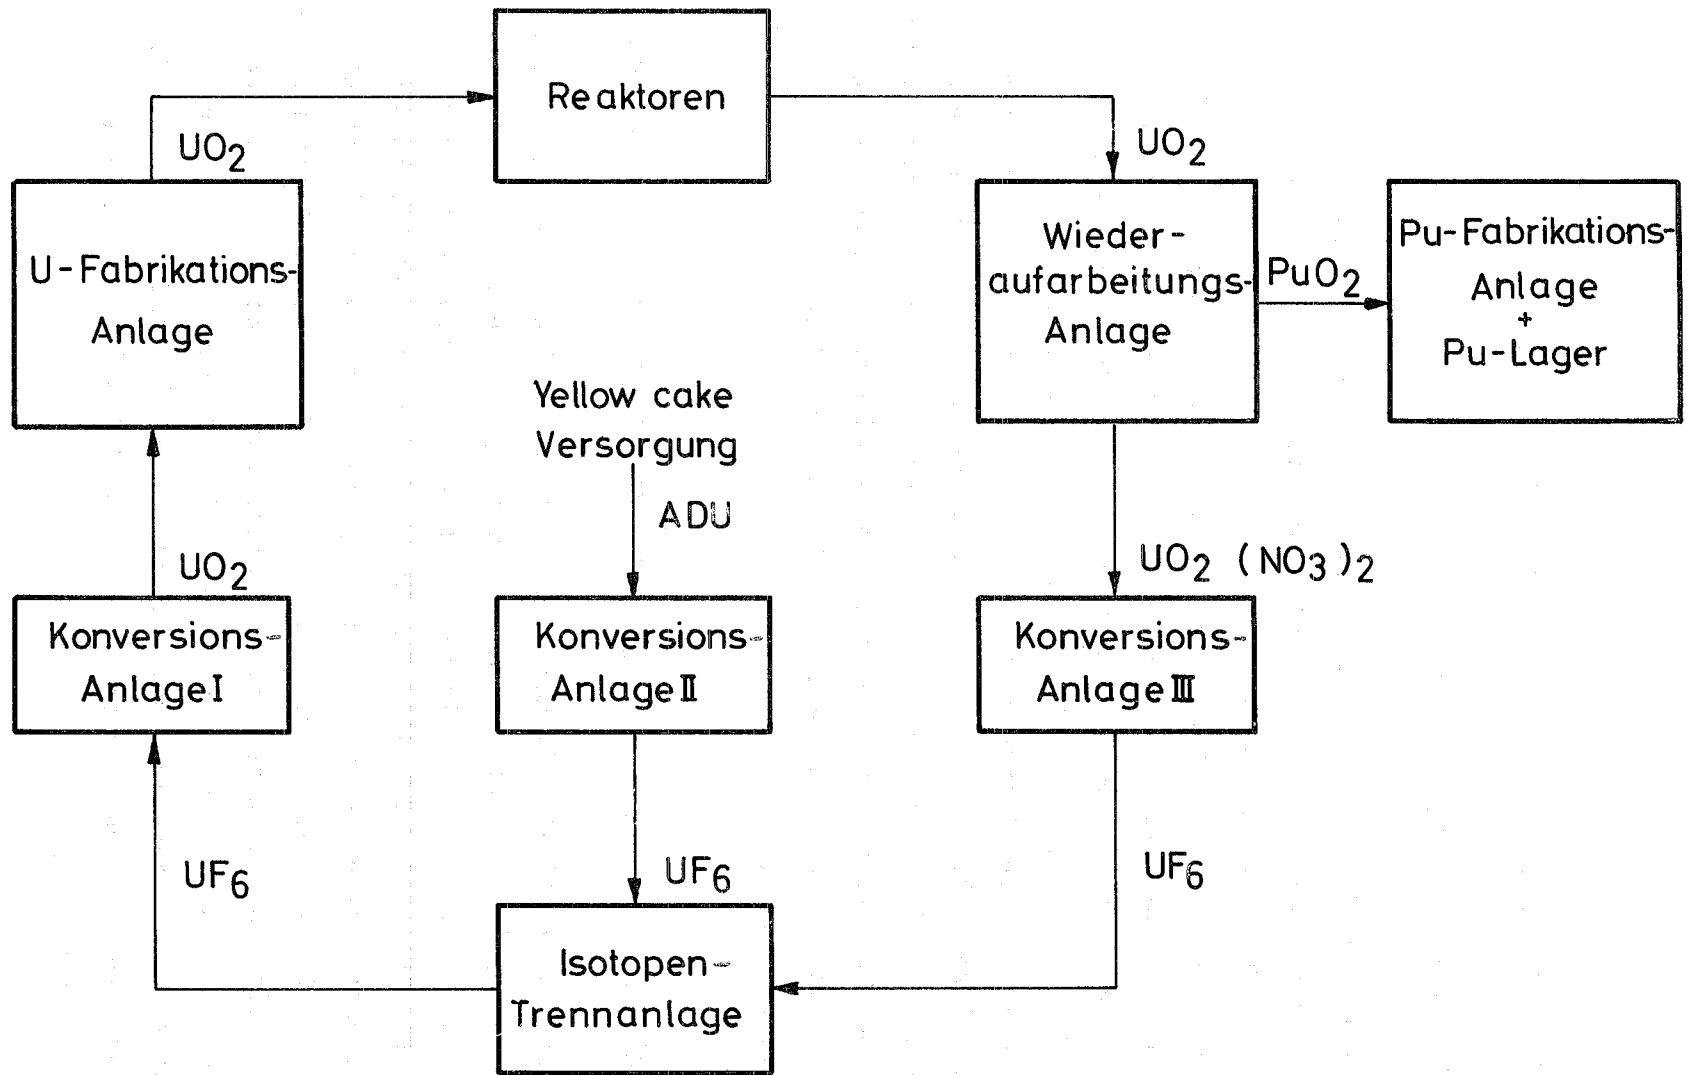 Reaktoren
UO2
UO2
U-Fabrikations-
Anlage
Wieder-
aufarbeitungs-
Anlage
PuO2
Pu-Fabrikations-
Anlage
+
Pu-Lager
Yellow cake
Versorgung
ADU
UO2
UO2 (NO3)2
Konversions-
Anlage I
Konversions-
Anlage II
Konversions-
Anlage III
UF6
UF6
UF6
Isotopen-
Trennanlage